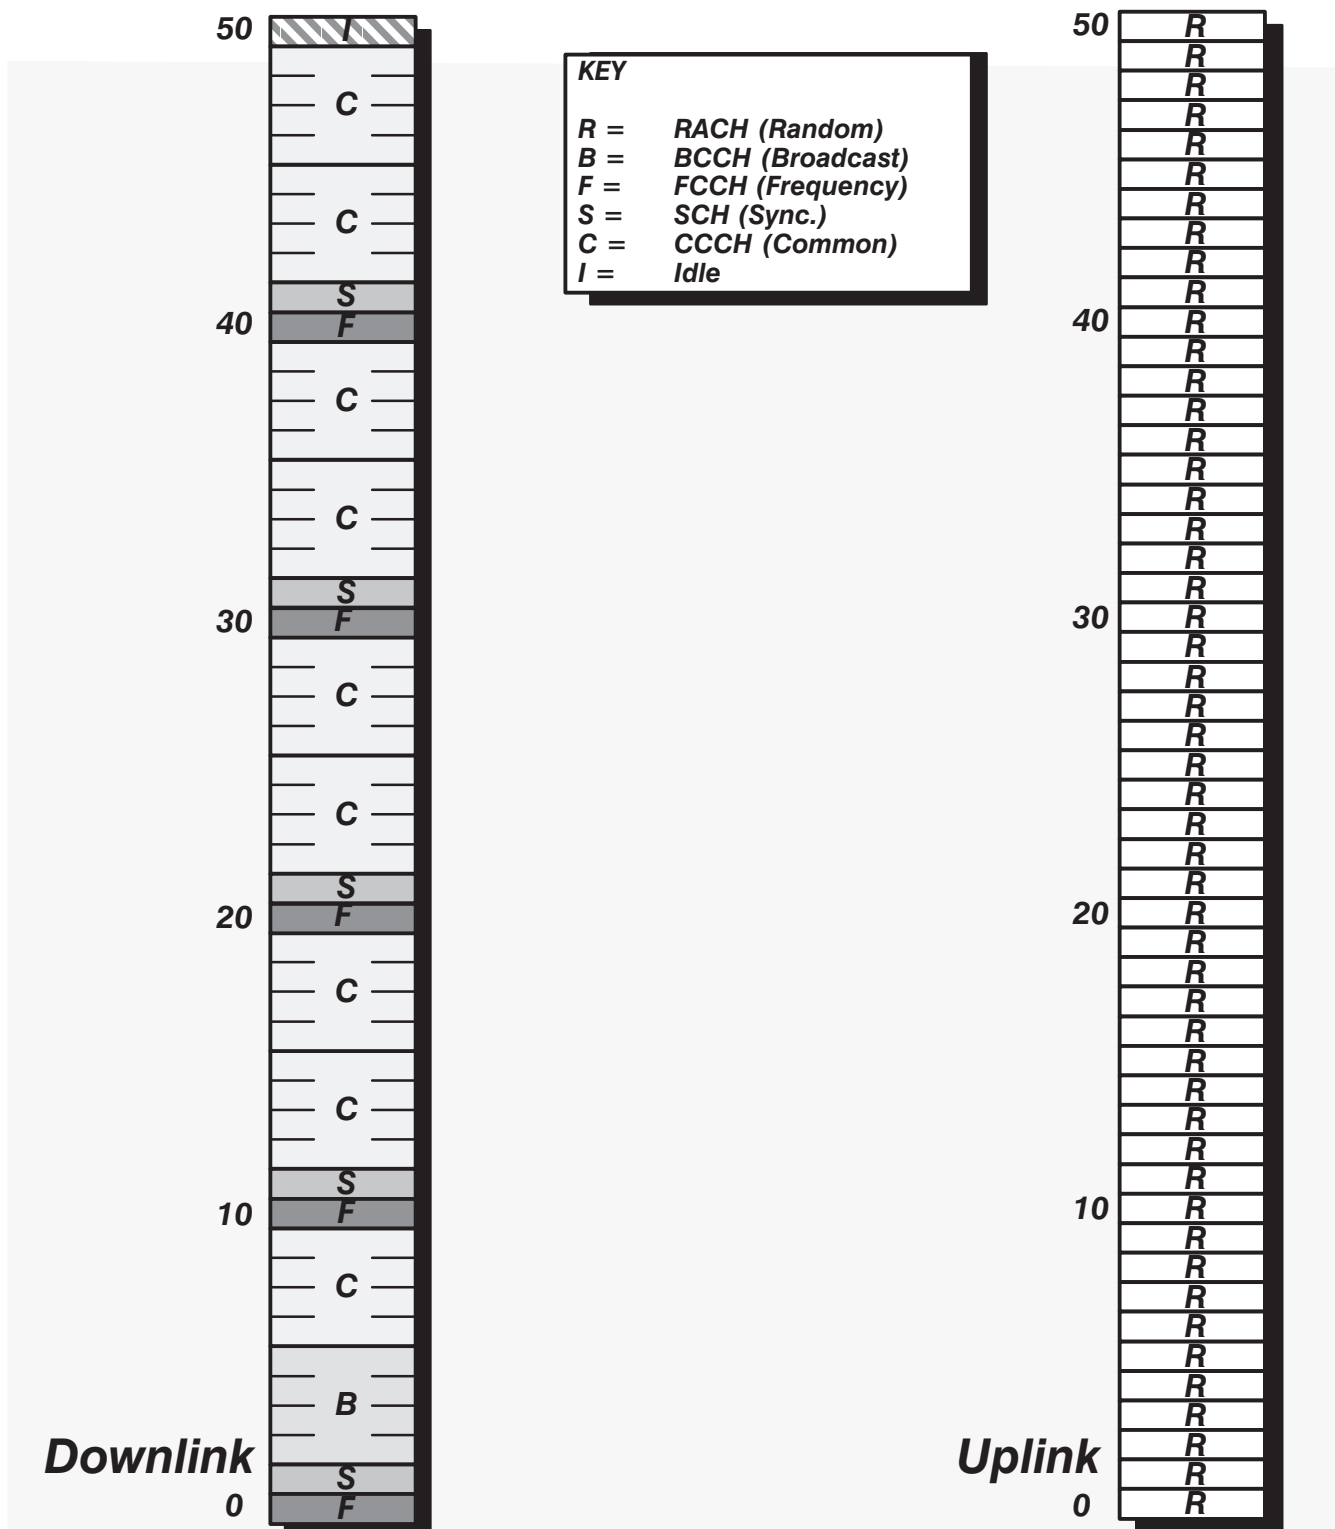 50 I
C
C
S
40 F
C
C
S
30 F
C
C
S
20 F
C
C
S
10 F
C
B
Downlink
S
0 F
KEY
R = RACH (Random)
B = BCCH (Broadcast)
F = FCCH (Frequency)
S = SCH (Sync.)
C = CCCH (Common)
I = Idle
50 R
R
R
R
R
R
R
R
R
R
40 R
R
R
R
R
R
R
R
R
R
30 R
R
R
R
R
R
R
R
R
R
20 R
R
R
R
R
R
R
R
R
R
10 R
R
R
R
R
R
R
R
R
Uplink
R
0 R